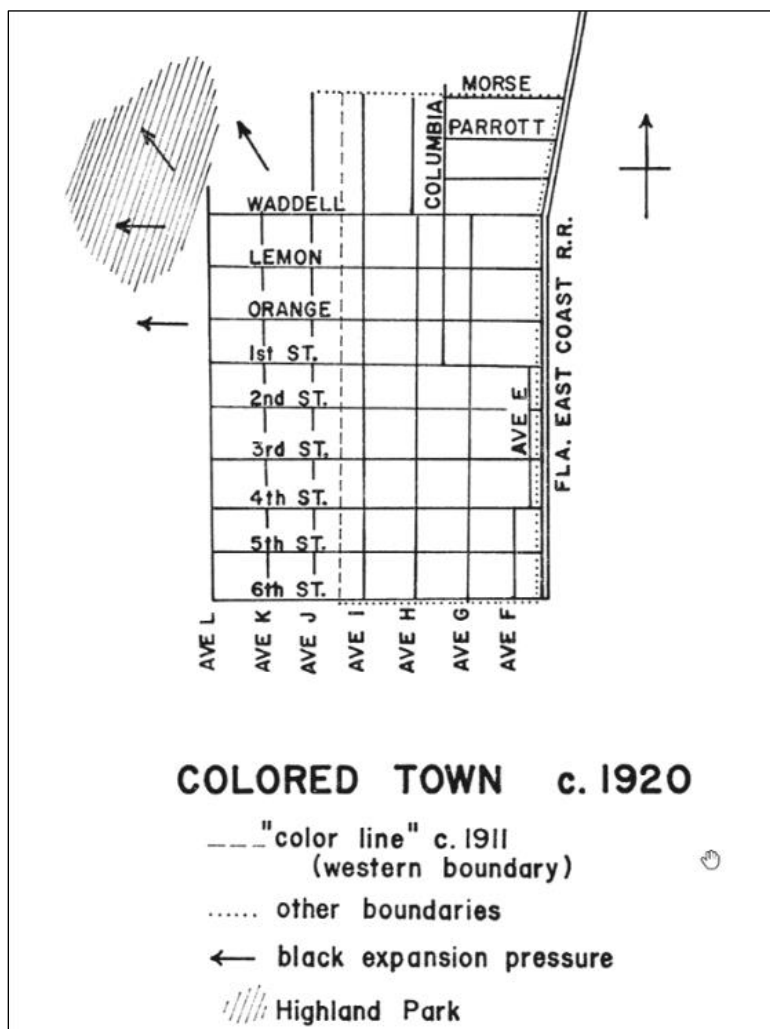 MORSE
COLUMBIA
PARROTT
WADDELL
LEMON
ORANGE
1st ST.
2nd ST.
3rd ST.
4th ST.
5th ST.
6th ST.
AVE E
FLA. EAST COAST R.R.
AVE L
AVE K
AVE J
AVE I
AVE H
AVE G
AVE F
COLORED TOWN c. 1920
"color line" c. 1911
(western boundary)
other boundaries
black expansion pressure
Highland Park